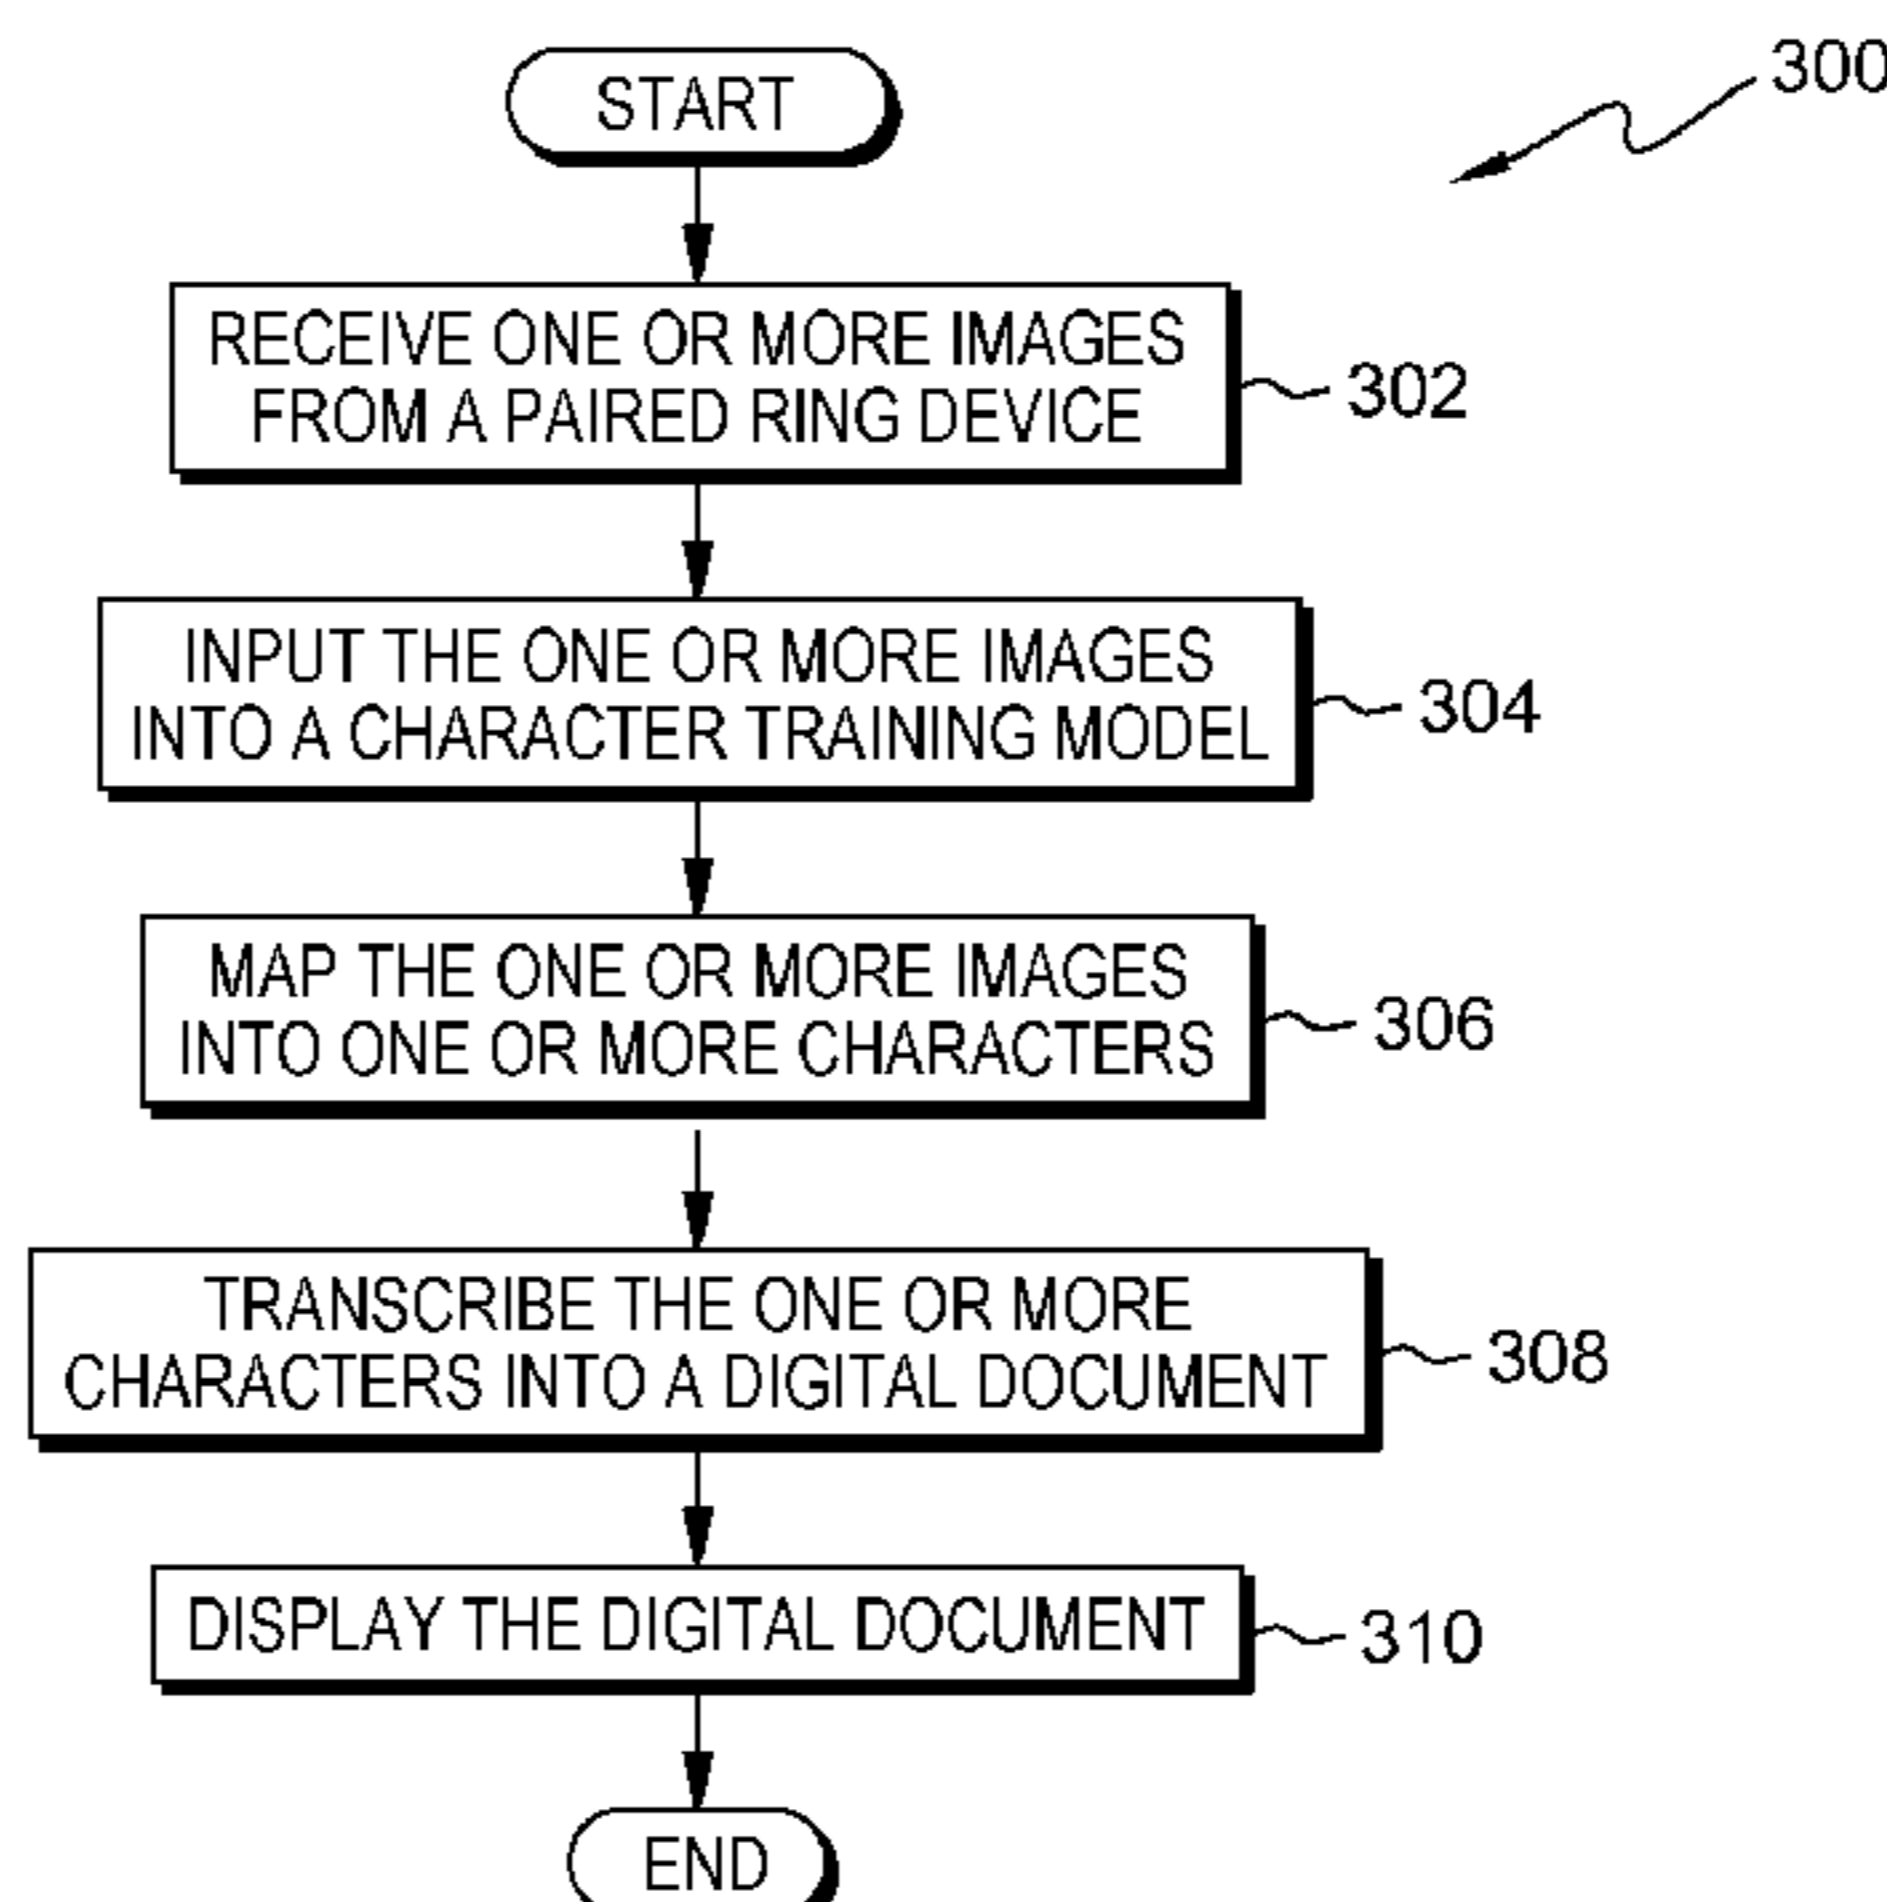 START
300
RECEIVE ONE OR MORE IMAGES
FROM A PAIRED RING DEVICE
302
INPUT THE ONE OR MORE IMAGES
INTO A CHARACTER TRAINING MODEL
304
MAP THE ONE OR MORE IMAGES
INTO ONE OR MORE CHARACTERS
306
TRANSCRIBE THE ONE OR MORE
CHARACTERS INTO A DIGITAL DOCUMENT
308
DISPLAY THE DIGITAL DOCUMENT
310
END